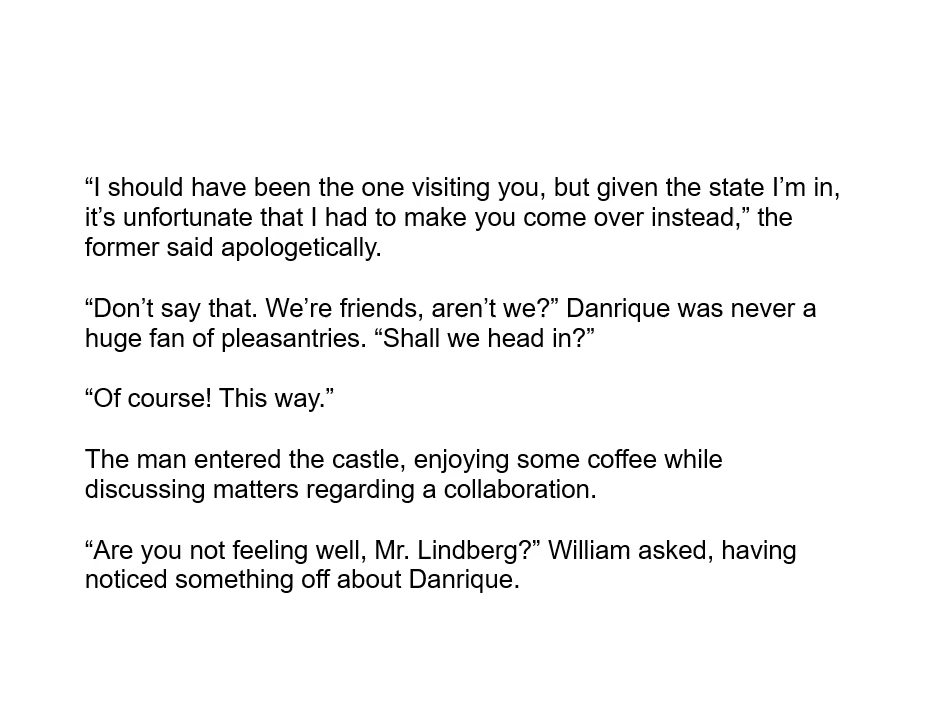 “I should have been the one visiting you, but given the state I’m in,
it’s unfortunate that I had to make you come over instead,” the
former said apologetically.
“Don’t say that. We’re friends, aren’t we?” Danrique was never a
huge fan of pleasantries. “Shall we head in?”
“Of course! This way.”
The man entered the castle, enjoying some coffee while
discussing matters regarding a collaboration.
“Are you not feeling well, Mr. Lindberg?” William asked, having
noticed something off about Danrique.